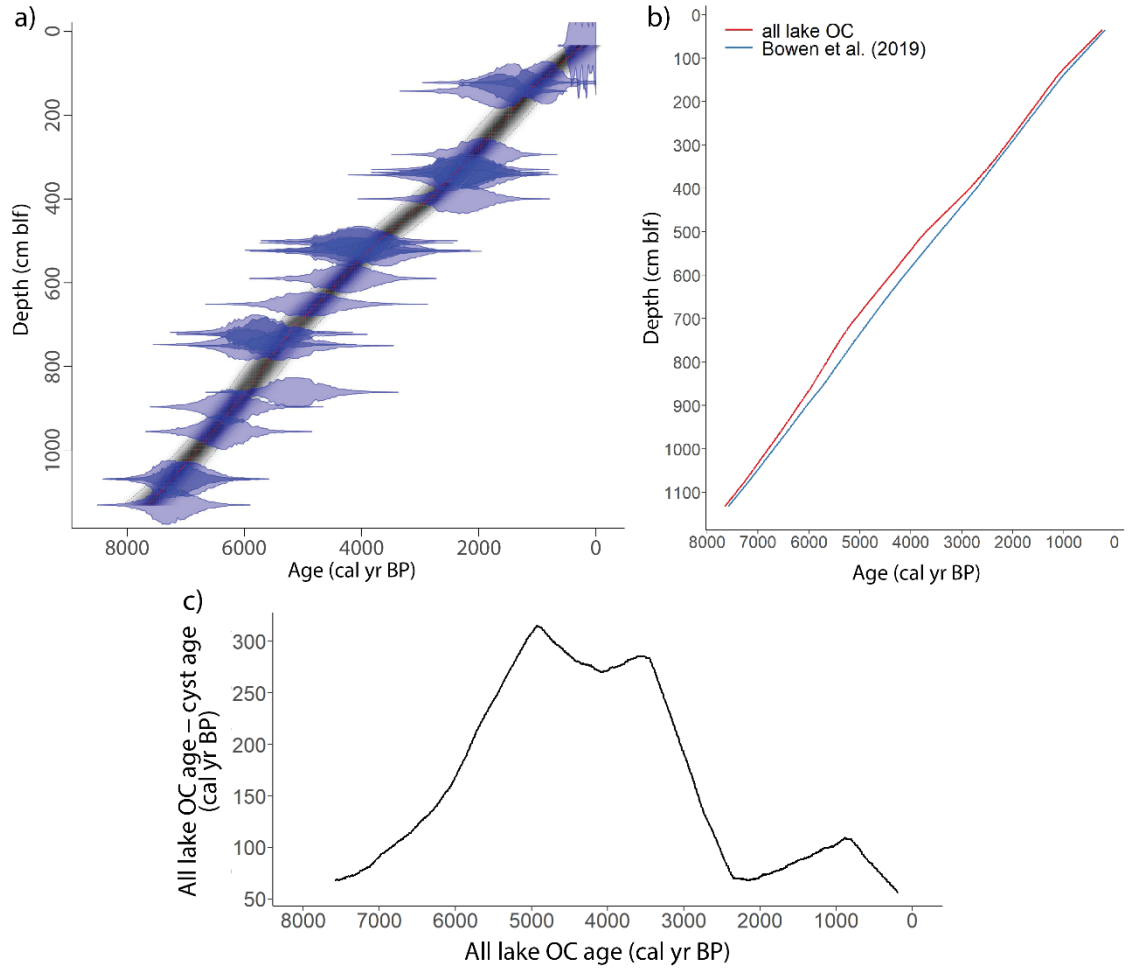 a)
0
200
400
600
800
1000
Depth (cm blf)
8000 6000 4000 2000 0
Age (cal yr BP)
b)
all lake OC
Bowen et al. (2019)
0
100
200
300
400
500
600
700
800
900
1000
1100
Depth (cm blf)
8000 7000 6000 5000 4000 3000 2000 1000 0
Age (cal yr BP)
c)
300
250
200
150
100
50
All lake OC age – cyst age
(cal yr BP)
8000 7000 6000 5000 4000 3000 2000 1000 0
All lake OC age (cal yr BP)